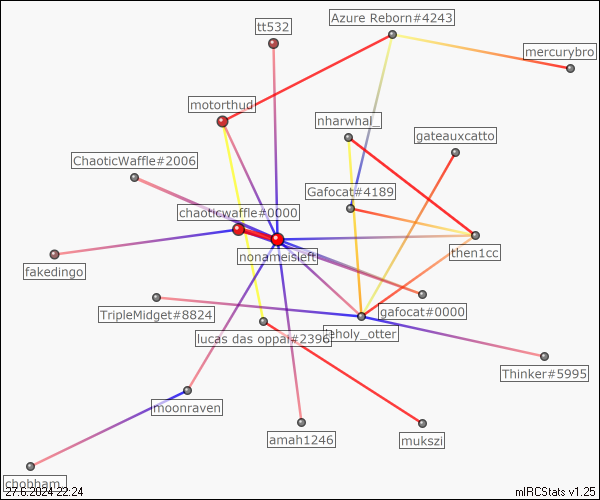 Azure Reborn#4243
tt532
mercurybro
motorthud
nharwhal_
gateauxcatto
ChaoticWaffle#2006
Gafocat#4189
chaoticwaffle#0000
then1cc
nonameisleft
fakedingo
gafocat#0000
TripleMidget#8824
lucas das oppai#2396
eholy_otter
Thinker#5995
moonraven
amah1246
mukszi
chohham_
27.6.2024 22:24
mIRCStats v1.25